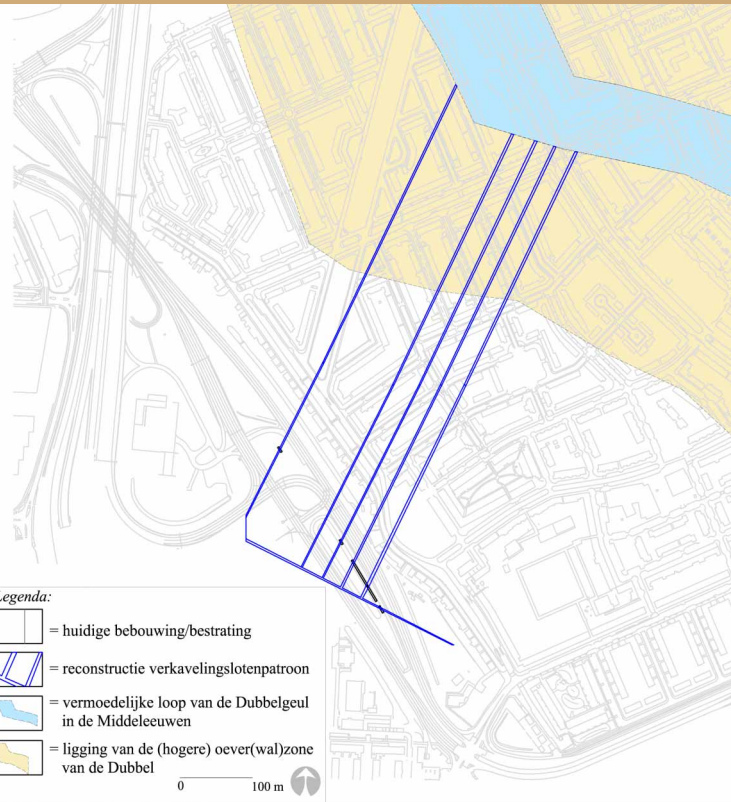 Legenda:
= huidige bebouwing/bestrating
= reconstructie verkavelingslotenpatroon
= vermoedelijke loop van de Dubbelgeul
in de Middeleeuwen
= ligging van de (hogere) oever(wal)zone
van de Dubbel
0 100 m